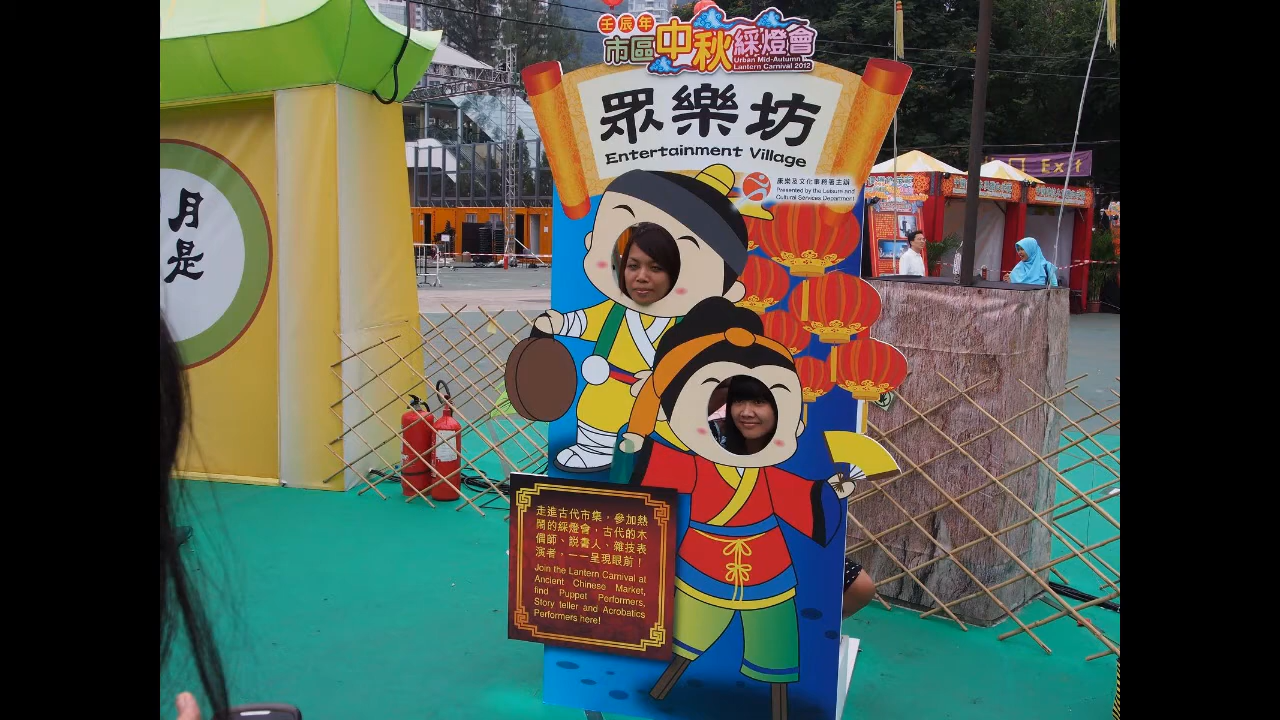 壬辰年
市區中秋綵燈會
Urban Mid-Autumn
Lantern Carnival 2012
眾樂坊
Entertainment Village
康樂及文化事務署主辦
Presented by the Leisure and
Cultural Services Department
Exit
月
是
走進古代市集，參加熱
鬧的綵燈會，古代的木
偶師、説書人、雜技表
演者，一一呈現眼前！
Join the Lantern Carnival at
Ancient Chinese Market,
find Puppet Performers,
Story teller and Acrobatics
Performers here!